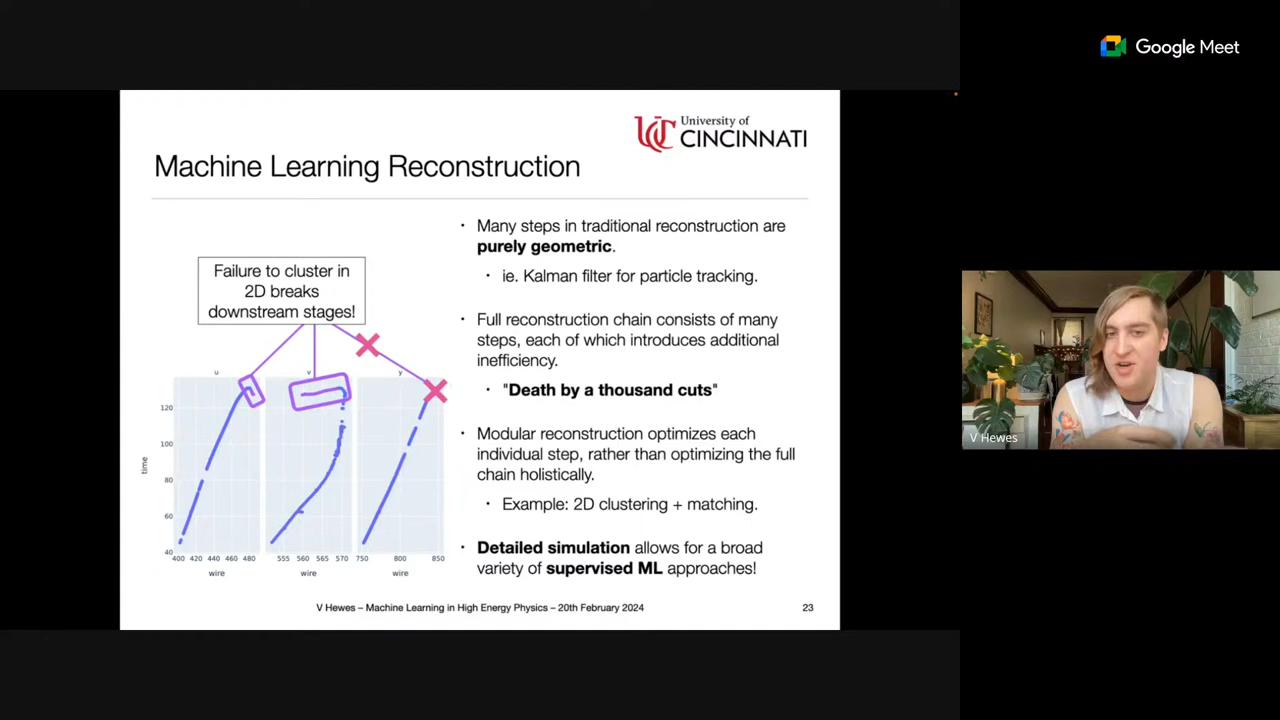 Google Meet
University of
CINCINNATI
Machine Learning Reconstruction
Failure to cluster in
2D breaks
downstream stages!
u
v
y
120
100
80
60
40
time
400 420 440 460 480
555 560 565 570
750 800 850
wire
wire
wire
• Many steps in traditional reconstruction are
purely geometric.
• ie. Kalman filter for particle tracking.
• Full reconstruction chain consists of many
steps, each of which introduces additional
inefficiency.
• "Death by a thousand cuts"
• Modular reconstruction optimizes each
individual step, rather than optimizing the full
chain holistically.
• Example: 2D clustering + matching.
• Detailed simulation allows for a broad
variety of supervised ML approaches!
V Hewes – Machine Learning in High Energy Physics – 20th February 2024
23
V Hewes